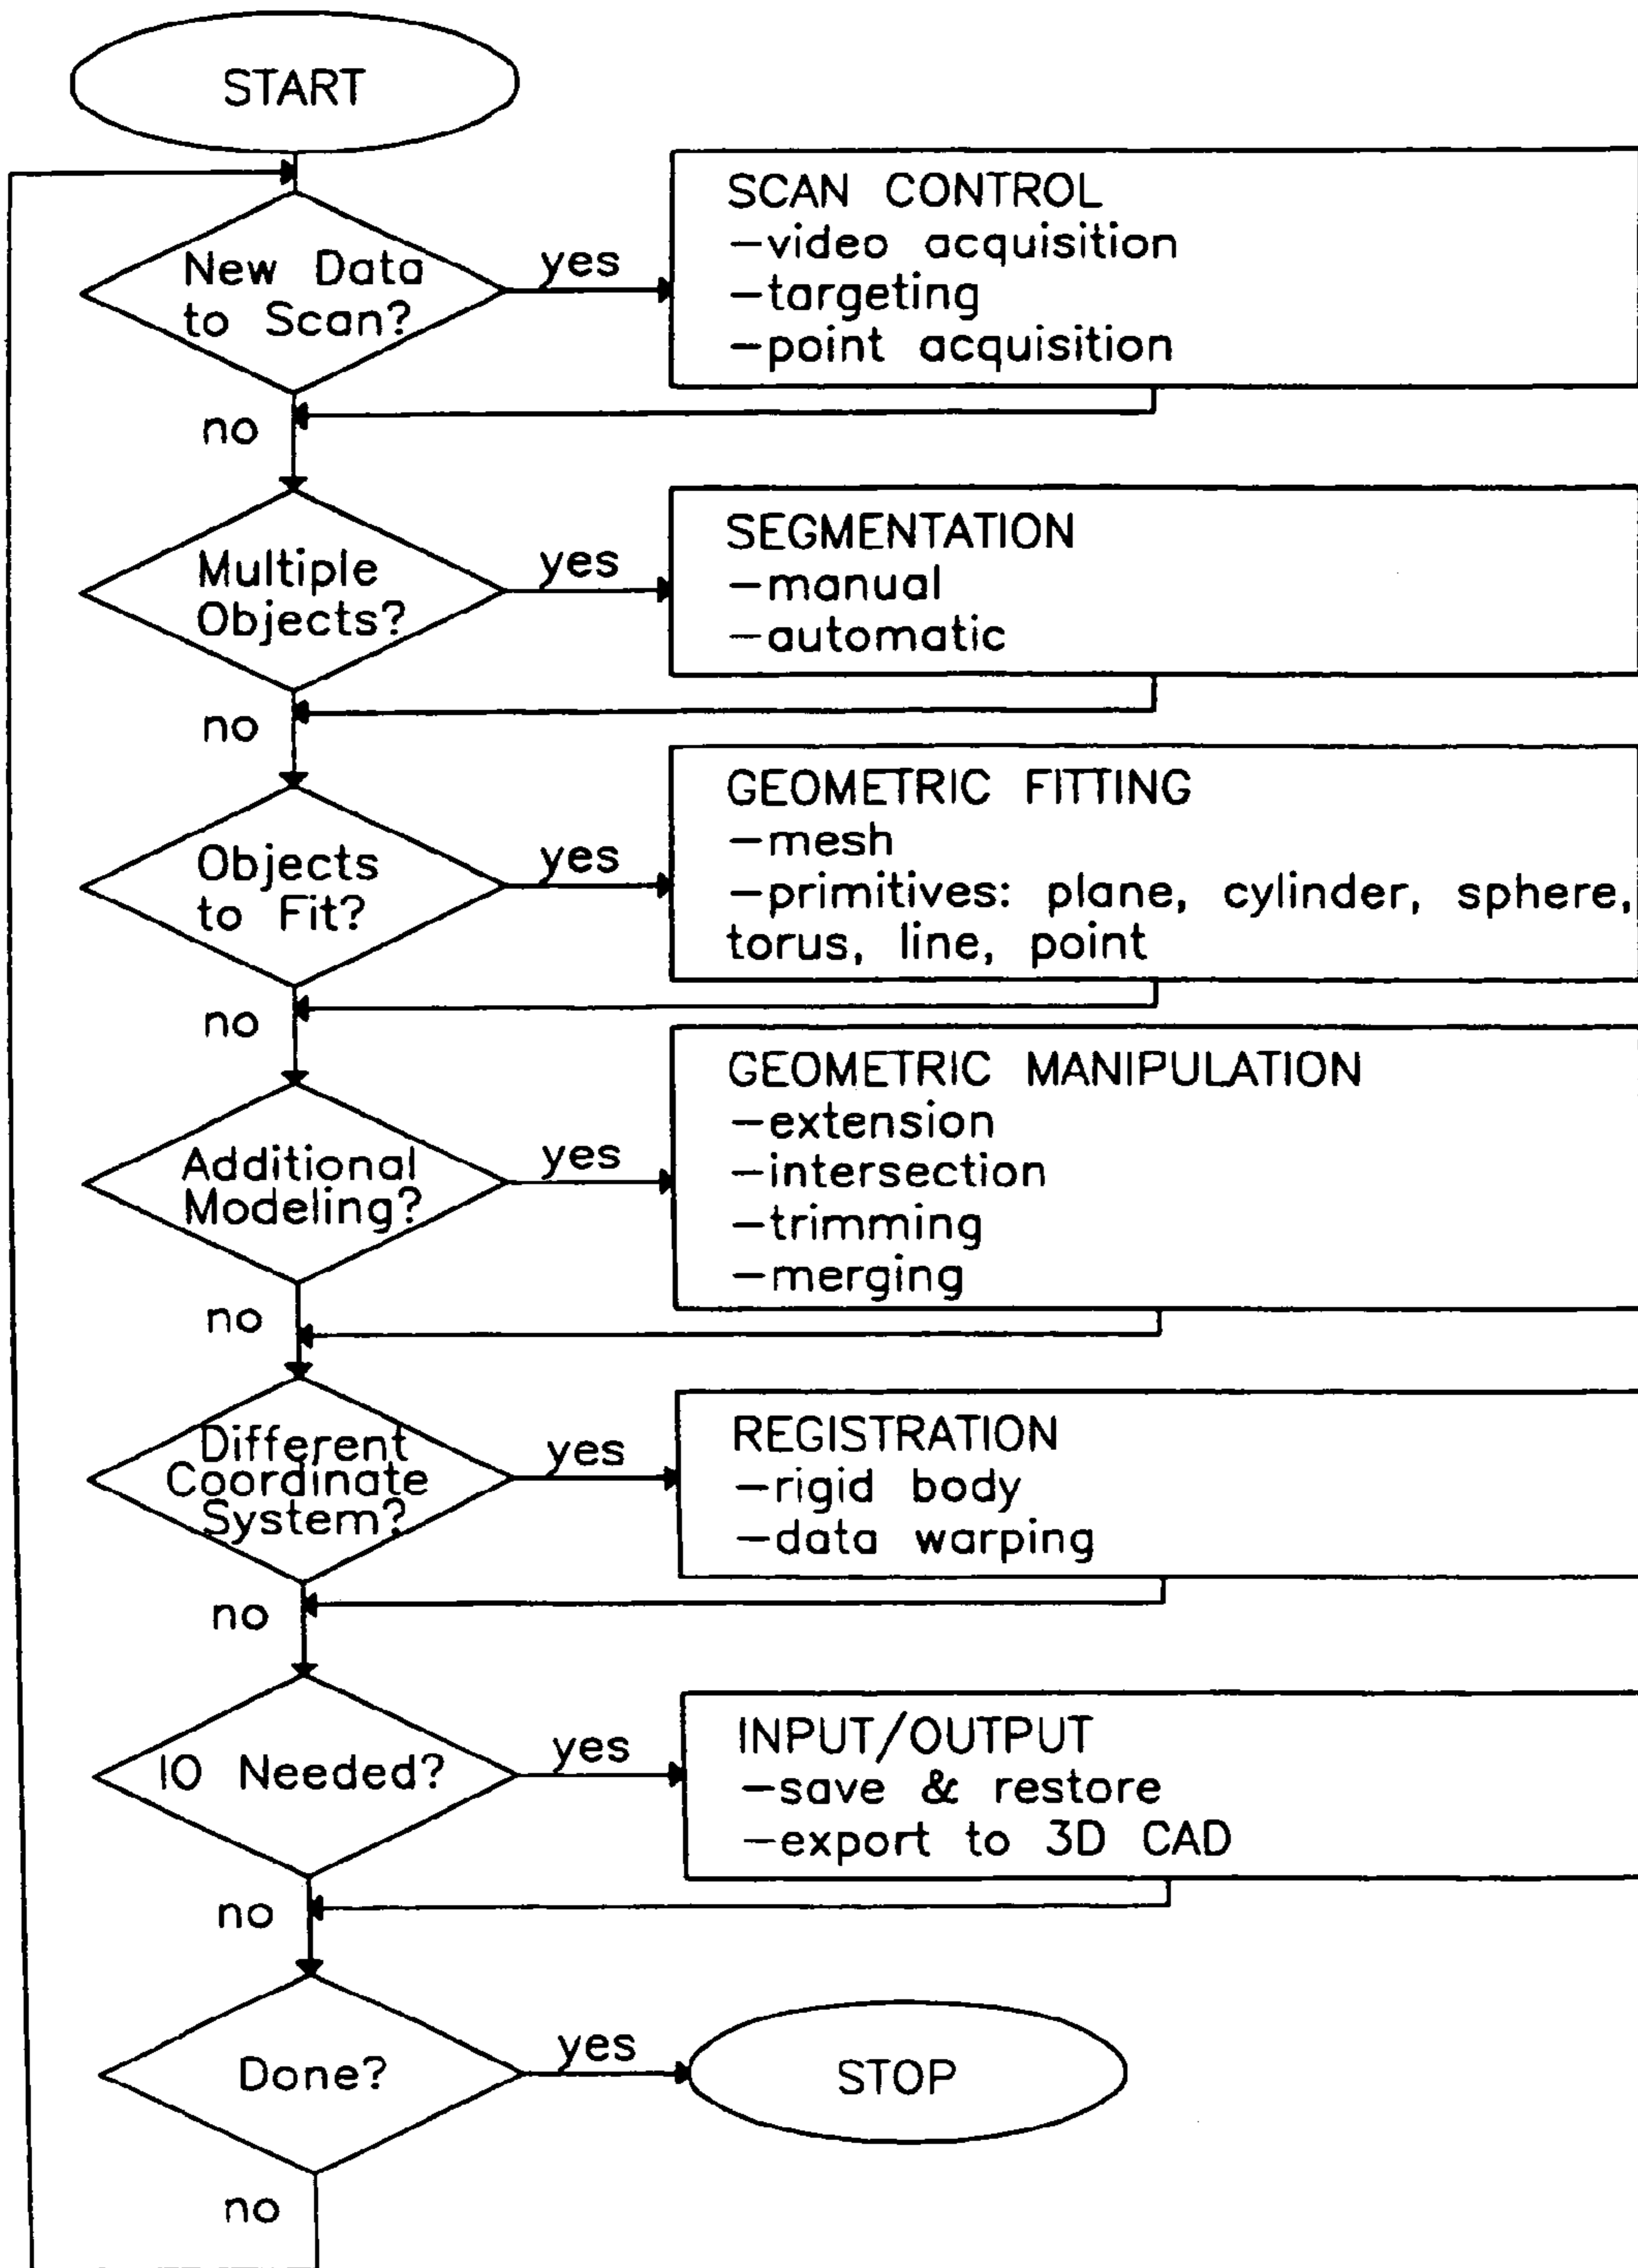 START
New Data
to Scan?
yes
SCAN CONTROL
-video acquisition
-targeting
-point acquisition
no
Multiple
Objects?
yes
SEGMENTATION
-manual
-automatic
no
Objects
to Fit?
yes
GEOMETRIC FITTING
-mesh
-primitives: plane, cylinder, sphere,
torus, line, point
no
Additional
Modeling?
yes
GEOMETRIC MANIPULATION
-extension
-intersection
-trimming
-merging
no
Different
Coordinate
System?
yes
REGISTRATION
-rigid body
-data warping
no
IO Needed?
yes
INPUT/OUTPUT
-save & restore
-export to 3D CAD
no
Done?
yes
STOP
no